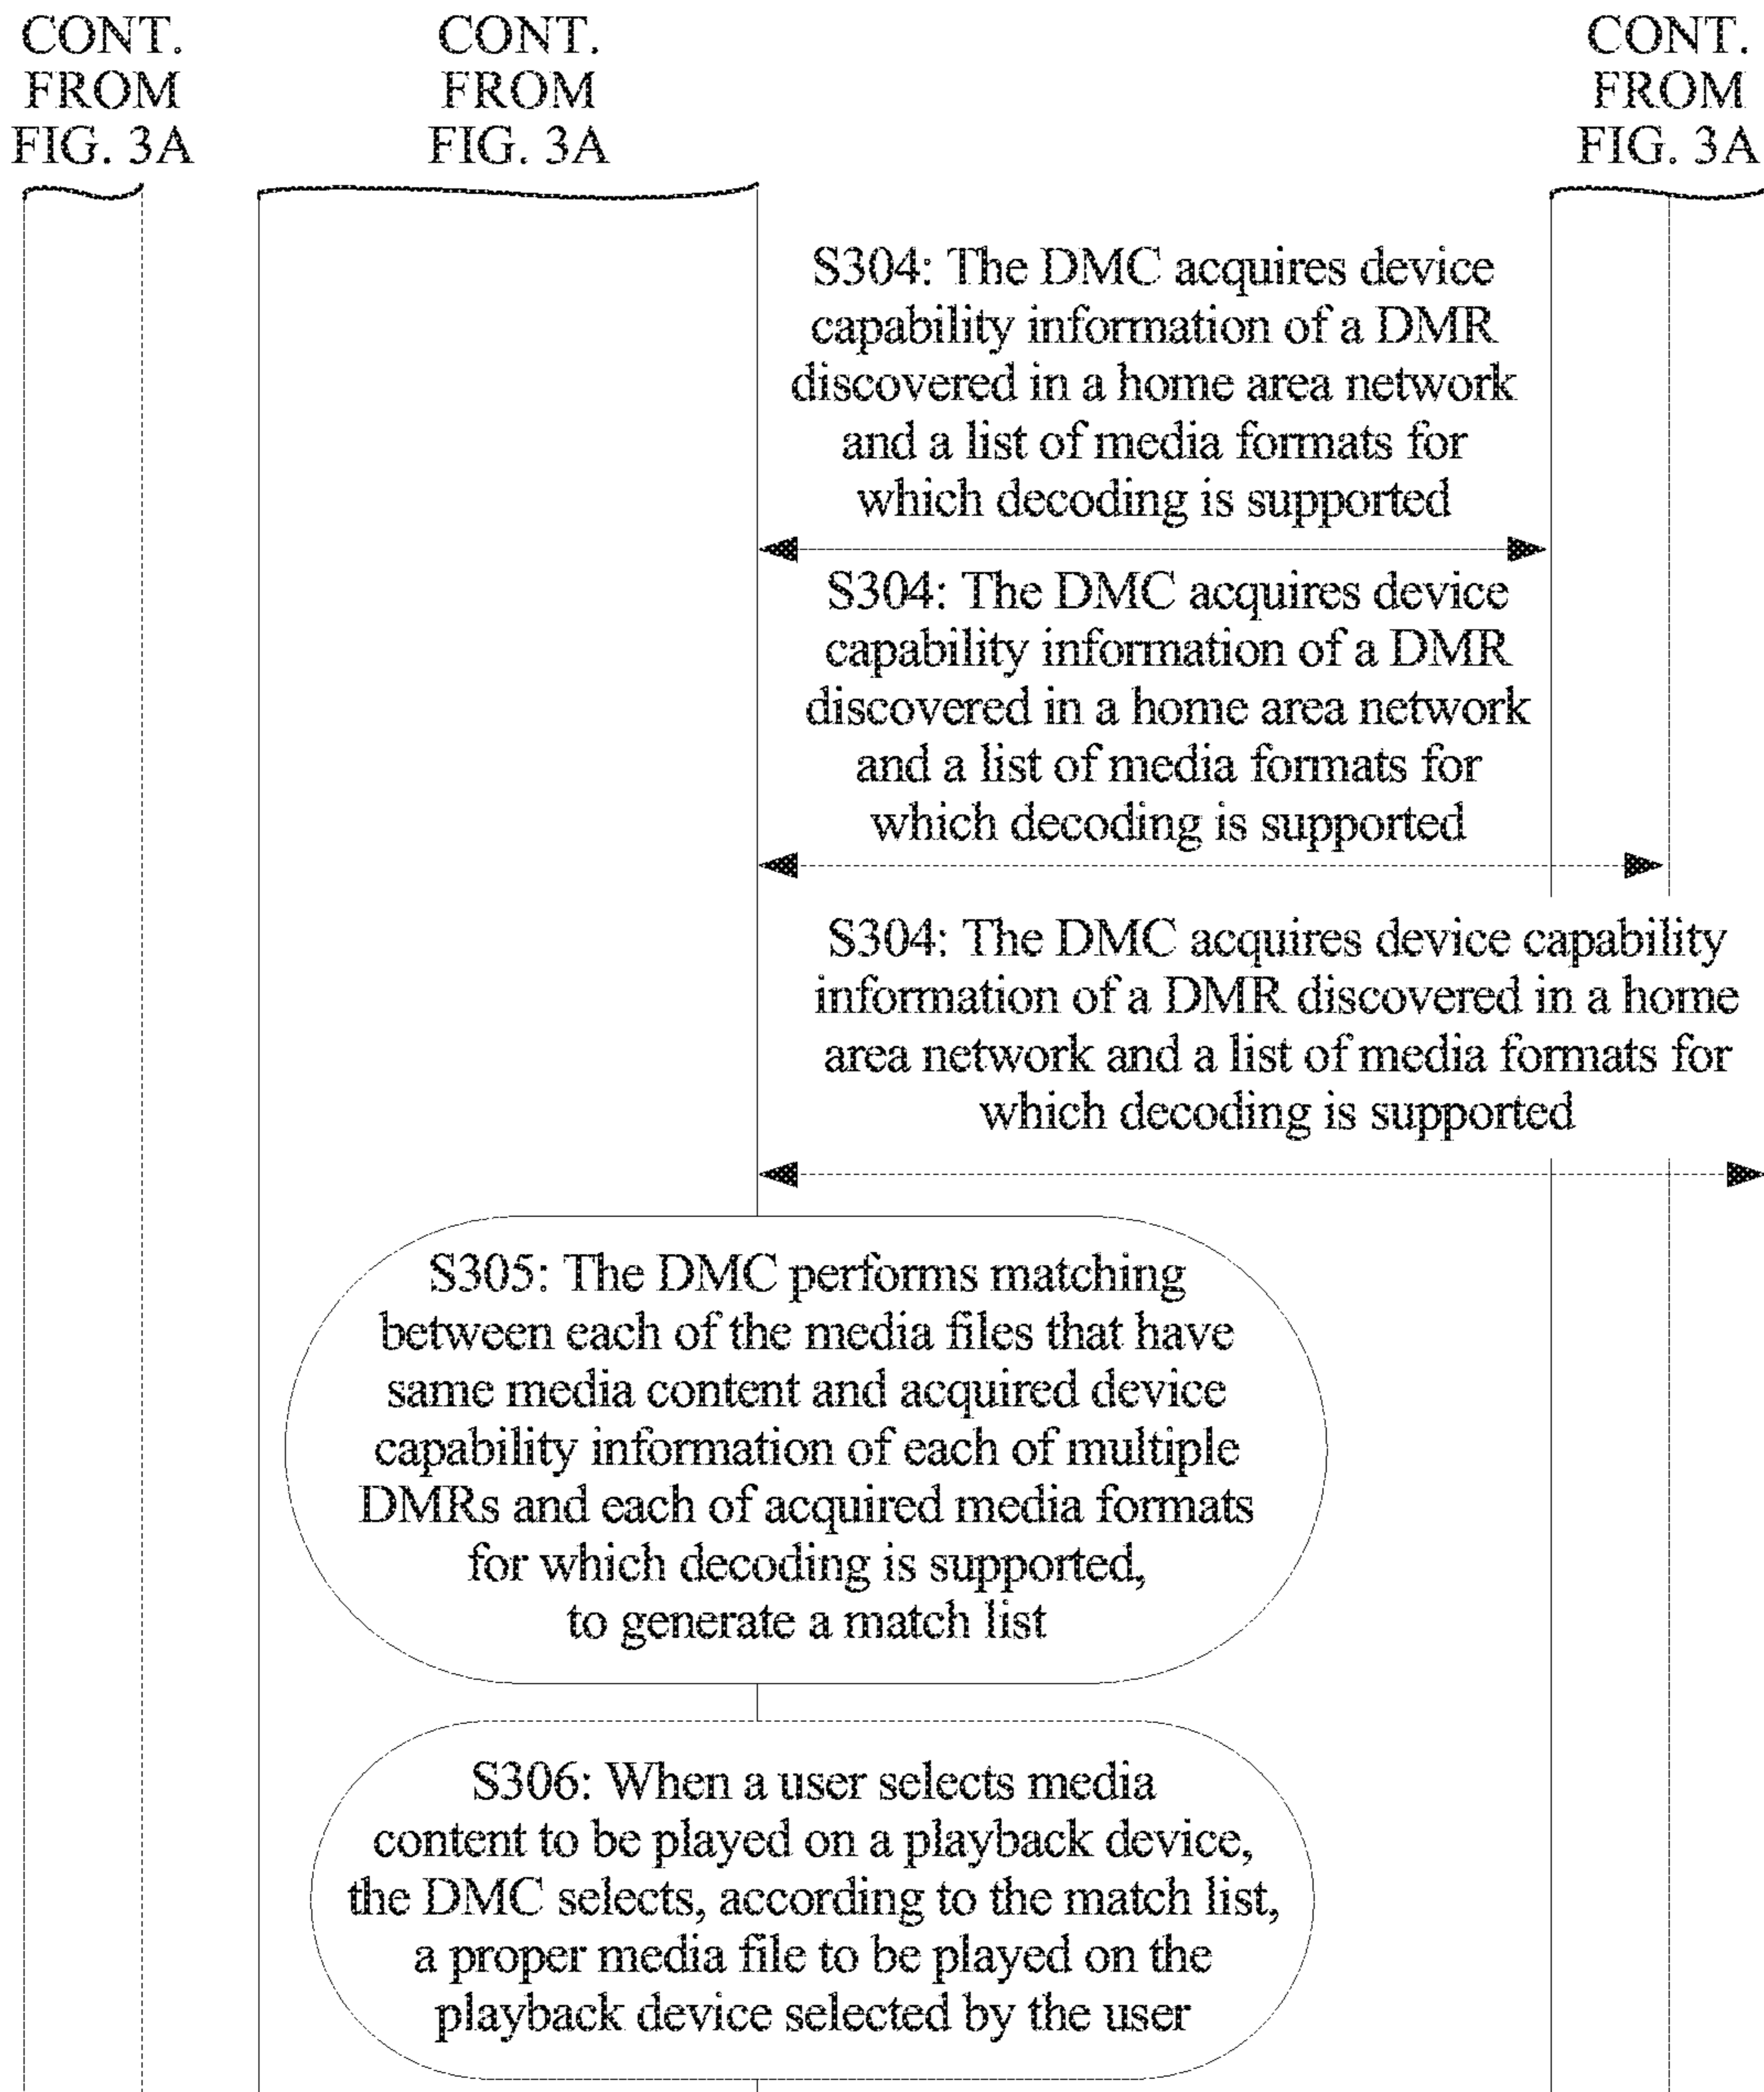 CONT.
FROM
FIG. 3A
CONT.
FROM
FIG. 3A
CONT.
FROM
FIG. 3A
S304: The DMC acquires device
capability information of a DMR
discovered in a home area network
and a list of media formats for
which decoding is supported
S304: The DMC acquires device
capability information of a DMR
discovered in a home area network
and a list of media formats for
which decoding is supported
S304: The DMC acquires device capability
information of a DMR discovered in a home
area network and a list of media formats for
which decoding is supported
S305: The DMC performs matching
between each of the media files that have
same media content and acquired device
capability information of each of multiple
DMRs and each of acquired media formats
for which decoding is supported,
to generate a match list
S306: When a user selects media
content to be played on a playback device,
the DMC selects, according to the match list,
a proper media file to be played on the
playback device selected by the user